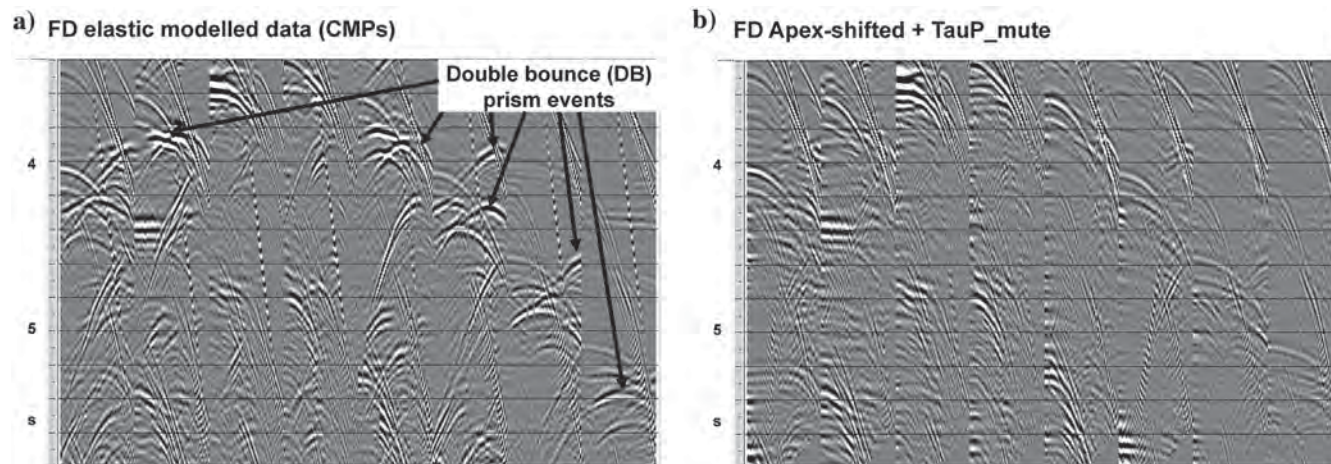 a) FD elastic modelled data (CMPs)
Double bounce (DB)
prism events
4
5
s
b) FD Apex-shifted + TauP_mute
4
5
s